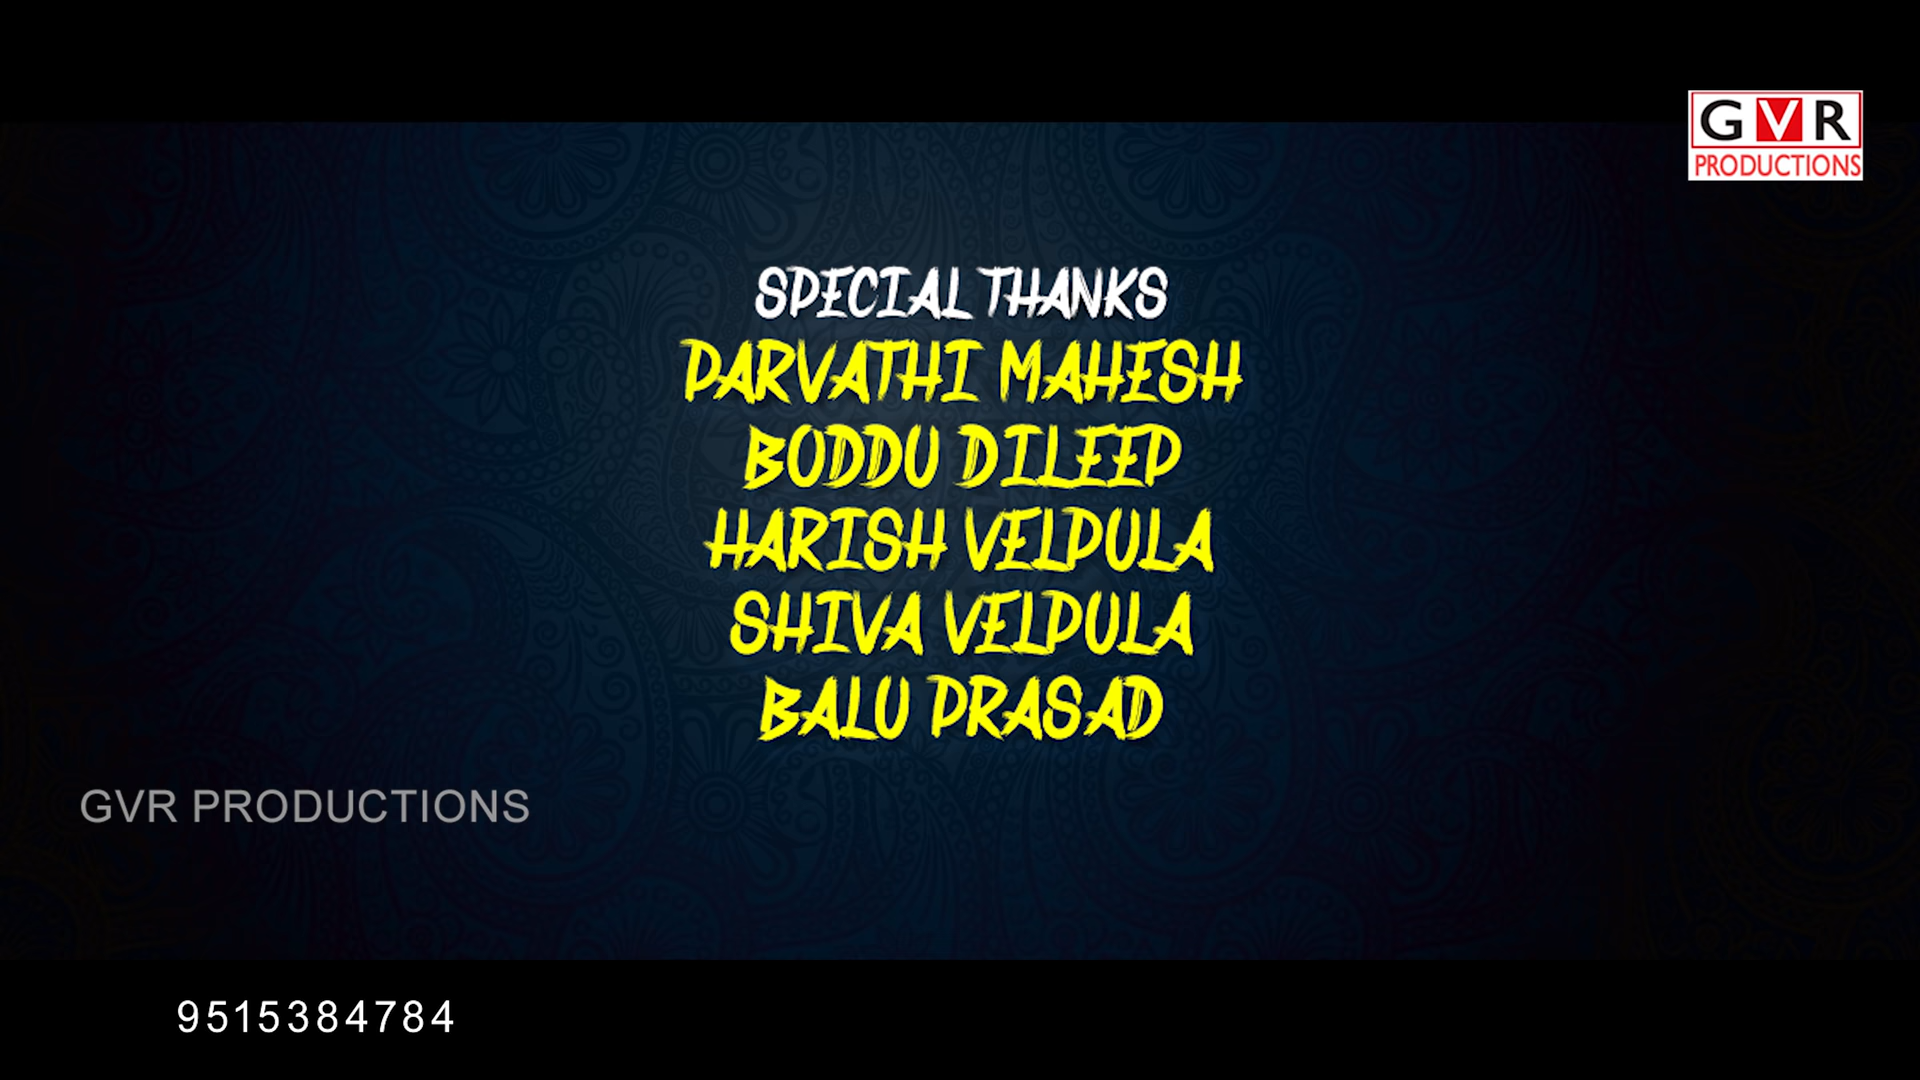 GVR
PRODUCTIONS
SPECIAL THANKS
PARVATHI MAHESH
BODDU DILEEP
HARISH VELPULA
SHIVA VELPULA
BALU PRASAD
GVR PRODUCTIONS
9515384784